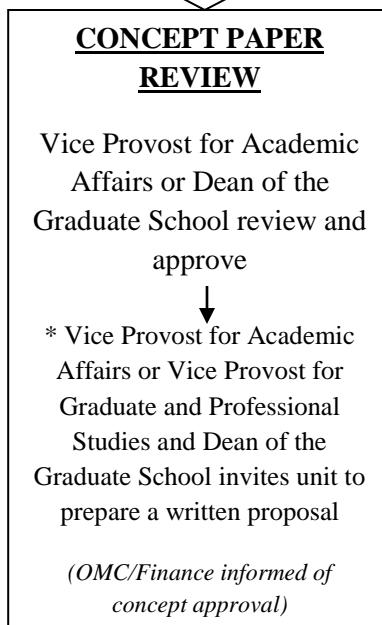 CONCEPT PAPER
REVIEW
Vice Provost for Academic
Affairs or Dean of the
Graduate School review and
approve
* Vice Provost for Academic
Affairs or Vice Provost for
Graduate and Professional
Studies and Dean of the
Graduate School invites unit to
prepare a written proposal
(OMC/Finance informed of
concept approval)